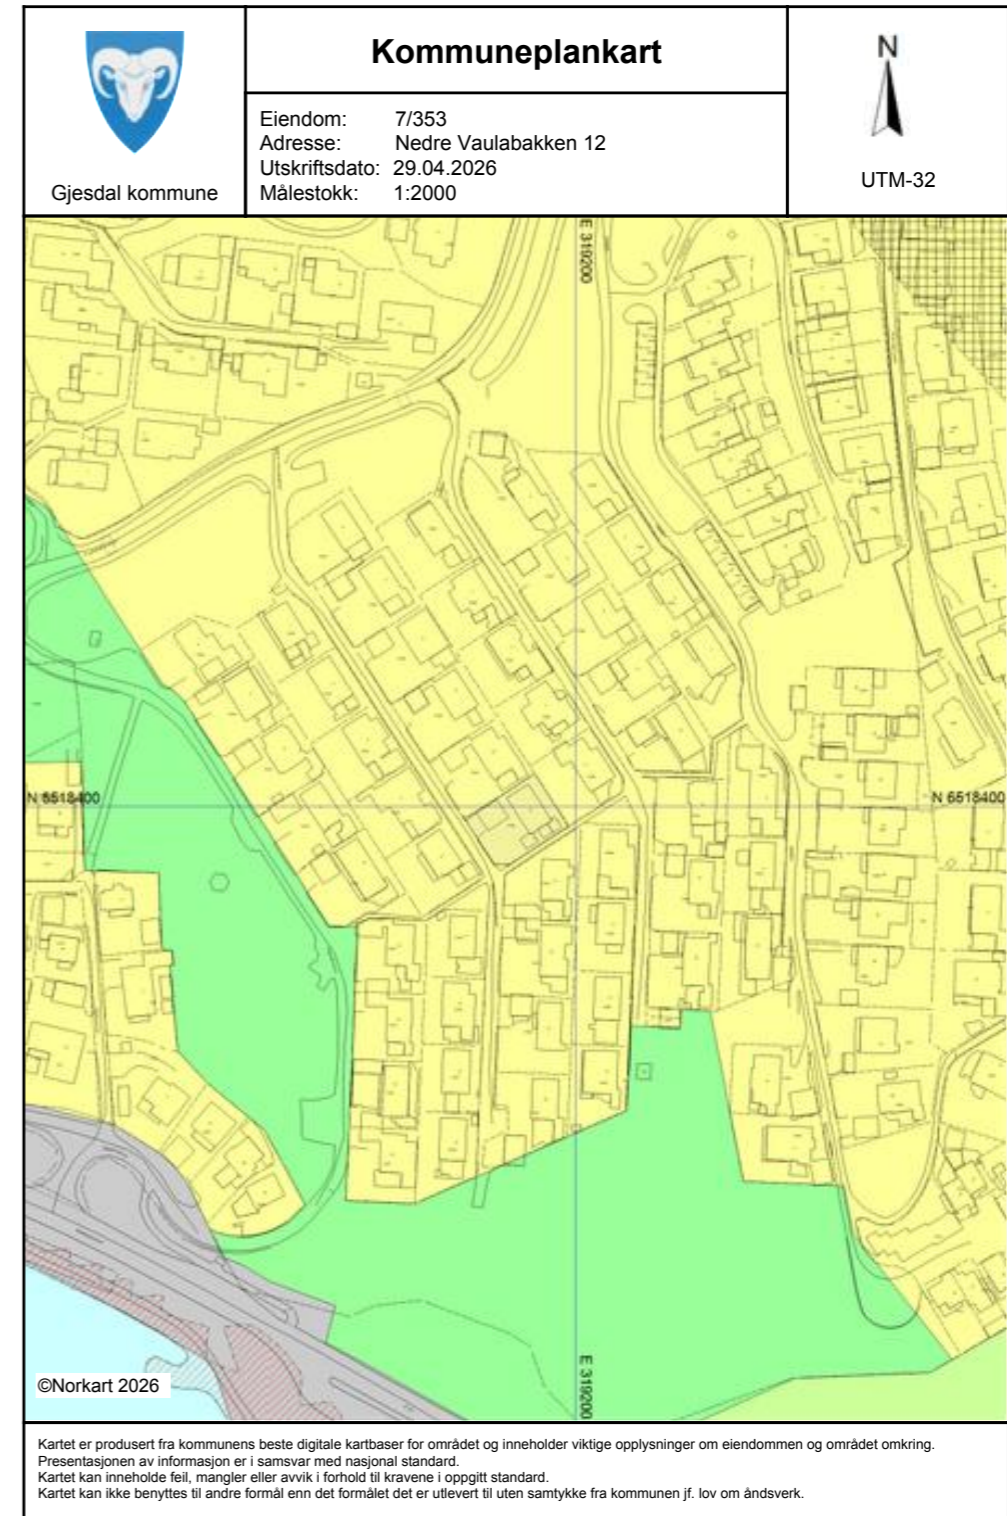 Kommuneplankart
Eiendom: 7/353
Adresse: Nedre Vaulabakken 12
Utskriftsdato: 29.04.2026
Målestokk: 1:2000
Gjesdal kommune
N
UTM-32
E 319200
N 6518400
N 6518400
E 319200
©Norkart 2026
Kartet er produsert fra kommunens beste digitale kartbaser for området og inneholder viktige opplysninger om eiendommen og området omkring.
Presentasjonen av informasjon er i samsvar med nasjonal standard.
Kartet kan inneholde feil, mangler eller avvik i forhold til kravene i oppgitt standard.
Kartet kan ikke benyttes til andre formål enn det formålet det er utlevert til uten samtykke fra kommunen jf. lov om åndsverk.